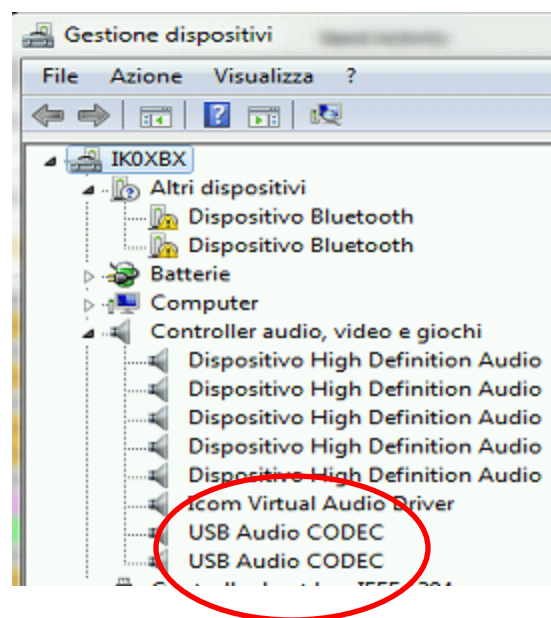 Gestione dispositivi
File Azione Visualizza ?
IK0XBX
Altri dispositivi
Dispositivo Bluetooth
Dispositivo Bluetooth
Batterie
Computer
Controller audio, video e giochi
Dispositivo High Definition Audio
Dispositivo High Definition Audio
Dispositivo High Definition Audio
Dispositivo High Definition Audio
Dispositivo High Definition Audio
Icom Virtual Audio Driver
USB Audio CODEC
USB Audio CODEC